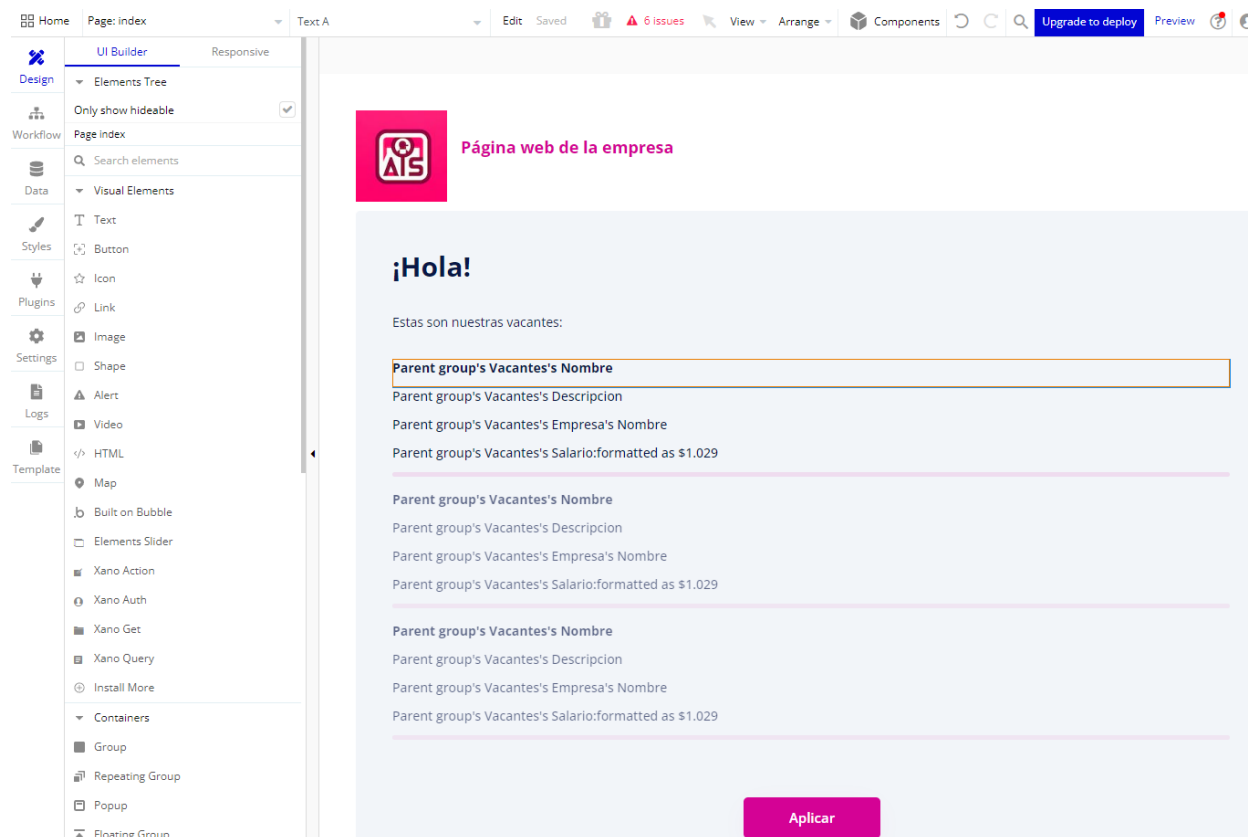 Home Page: index Text A Edit Saved 6 issues View Arrange Components Upgrade to deploy Preview
UI Builder Responsive
Design
Workflow
Data
Styles
Plugins
Settings
Logs
Template
Elements Tree
Only show hideable
Page index
Search elements
Visual Elements
Text
Button
Icon
Link
Image
Shape
Alert
Video
HTML
Map
Built on Bubble
Elements Slider
Xano Action
Xano Auth
Xano Get
Xano Query
Install More
Containers
Group
Repeating Group
Popup
Floating Group
AIS
Página web de la empresa
¡Hola!
Estas son nuestras vacantes:
Parent group's Vacantes's Nombre
Parent group's Vacantes's Descripcion
Parent group's Vacantes's Empresa's Nombre
Parent group's Vacantes's Salario:formatted as $1.029
Parent group's Vacantes's Nombre
Parent group's Vacantes's Descripcion
Parent group's Vacantes's Empresa's Nombre
Parent group's Vacantes's Salario:formatted as $1.029
Parent group's Vacantes's Nombre
Parent group's Vacantes's Descripcion
Parent group's Vacantes's Empresa's Nombre
Parent group's Vacantes's Salario:formatted as $1.029
Aplicar